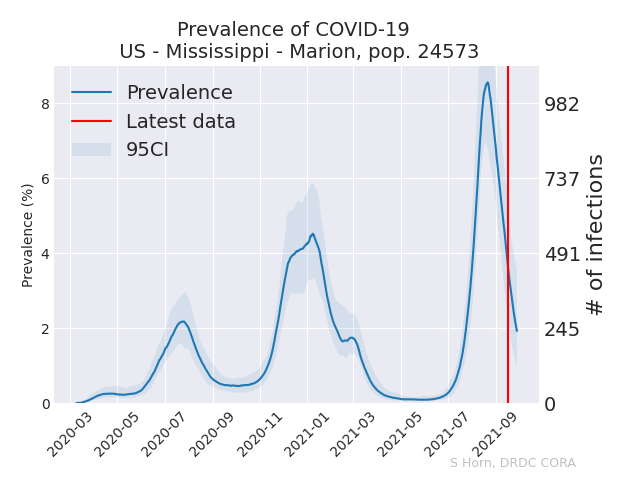 Prevalence of COVID-19
US - Mississippi - Marion, pop. 24573
Prevalence
Latest data
95CI
Prevalence (%)
8
6
4
2
0
982
737
491
245
0
# of infections
2020-03
2020-05
2020-07
2020-09
2020-11
2021-01
2021-03
2021-05
2021-07
2021-09
S Horn, DRDC CORA